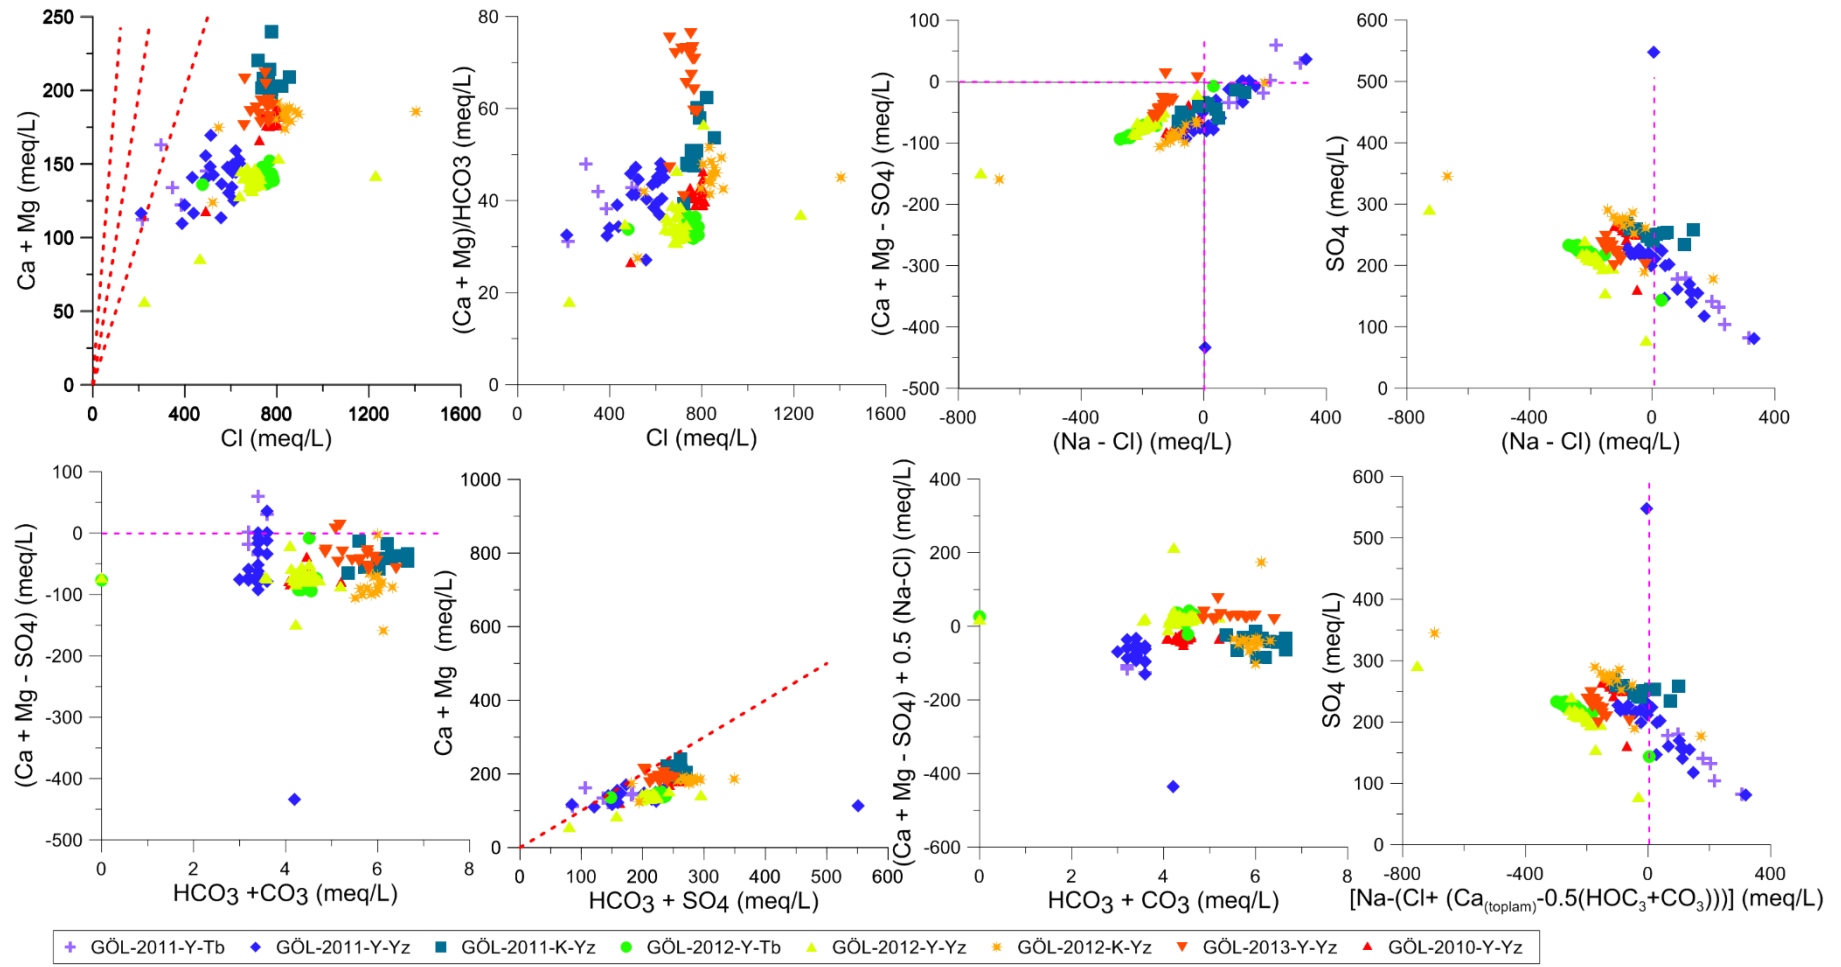 250
200
150
100
50
0
0 400 800 1200 1600
Ca + Mg (meq/L)
Cl (meq/L)
80
60
40
20
0
0 400 800 1200 1600
(Ca + Mg)/HCO3 (meq/L)
Cl (meq/L)
100
0
-100
-200
-300
-400
-500
-800 -400 0 400
(Ca + Mg - SO4) (meq/L)
(Na - Cl) (meq/L)
600
500
400
300
200
100
0
-800 -400 0 400
SO4 (meq/L)
(Na - Cl) (meq/L)
100
0
-100
-200
-300
-400
-500
0 2 4 6 8
(Ca + Mg - SO4) (meq/L)
HCO3 +CO3 (meq/L)
1000
800
600
400
200
0
0 100 200 300 400 500 600
Ca + Mg (meq/L)
HCO3 + SO4 (meq/L)
400
200
0
-200
-400
-600
0 2 4 6 8
(Ca + Mg - SO4) + 0.5 (Na-Cl) (meq/L)
HCO3 + CO3 (meq/L)
600
500
400
300
200
100
0
-800 -400 0 400
SO4 (meq/L)
[Na-(Cl+ (Ca(toplam)-0.5(HOC3+CO3)))] (meq/L)
GÖL-2011-Y-Tb GÖL-2011-Y-Yz GÖL-2011-K-Yz GÖL-2012-Y-Tb GÖL-2012-Y-Yz GÖL-2012-K-Yz GÖL-2013-Y-Yz GÖL-2010-Y-Yz